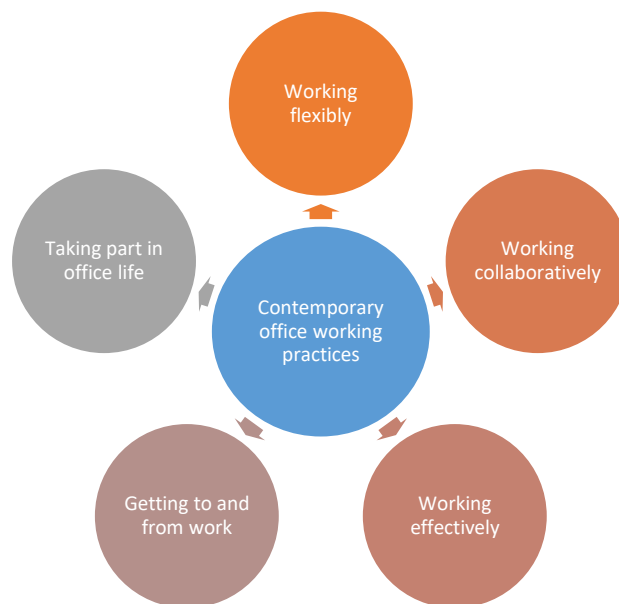 Working
flexibly
Taking part in
office life
Working
collaboratively
Contemporary
office working
practices
Getting to and
from work
Working
effectively